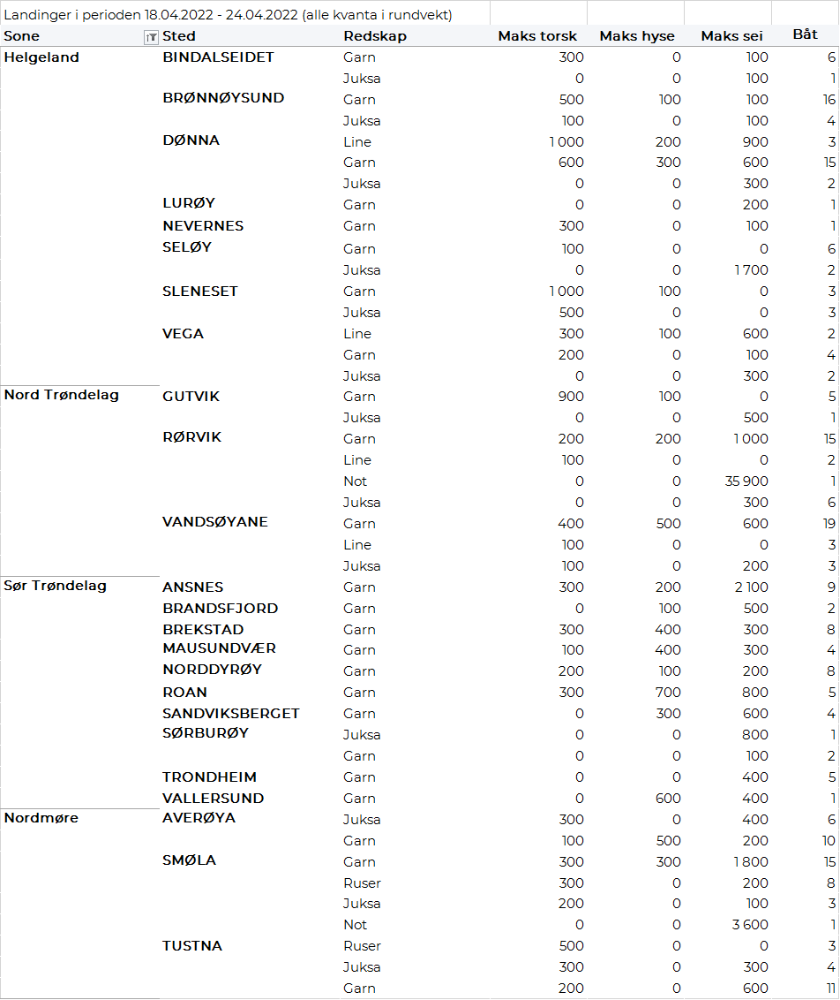 Landinger i perioden 18.04.2022 - 24.04.2022 (alle kvanta i rundvekt)
Sone Sted Redskap Maks torsk Maks hyse Maks sei Båt
Helgeland BINDALSEIDET Garn 300 0 100 6
Juksa 0 0 100 1
BRØNNØYSUND Garn 500 100 100 16
Juksa 100 0 100 4
DØNNA Line 1 000 200 900 3
Garn 600 300 600 15
Juksa 0 0 300 2
LURØY Garn 0 0 200 1
NEVERNES Garn 300 0 100 1
SELØY Garn 100 0 0 6
Juksa 0 0 1 700 2
SLENESET Garn 1 000 100 0 3
Juksa 500 0 0 3
VEGA Line 300 100 600 2
Garn 200 0 100 4
Juksa 0 0 300 2
Nord Trøndelag GUTVIK Garn 900 100 0 5
Juksa 0 0 500 1
RØRVIK Garn 200 200 1 000 15
Line 100 0 0 2
Not 0 0 35 900 1
Juksa 0 0 300 6
VANDSØYANE Garn 400 500 600 19
Line 100 0 0 3
Juksa 100 0 200 3
Sør Trøndelag ANSNES Garn 300 200 2 100 9
BRANDSFJORD Garn 0 100 500 2
BREKSTAD Garn 300 400 300 8
MAUSUNDVÆR Garn 100 400 300 4
NORDDYRØY Garn 200 100 200 8
ROAN Garn 300 700 800 5
SANDVIKSBERGET Garn 0 300 600 4
SØRBURØY Juksa 0 0 800 1
Garn 0 0 100 2
TRONDHEIM Garn 0 0 400 5
VALLERSUND Garn 0 600 400 1
Nordmøre AVERØYA Juksa 300 0 400 6
Garn 100 500 200 10
SMØLA Garn 300 300 1 800 15
Ruser 300 0 200 8
Juksa 200 0 100 3
Not 0 0 3 600 1
TUSTNA Ruser 500 0 0 3
Juksa 300 0 300 4
Garn 200 0 600 11